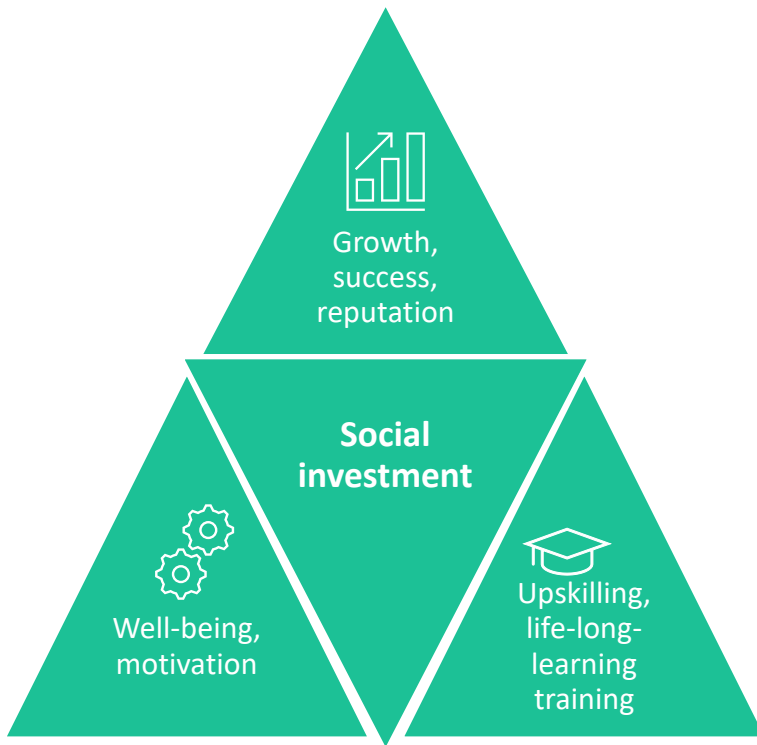 Growth,
success,
reputation
Social
investment
Well-being,
motivation
Upskilling,
life-long-
learning
training